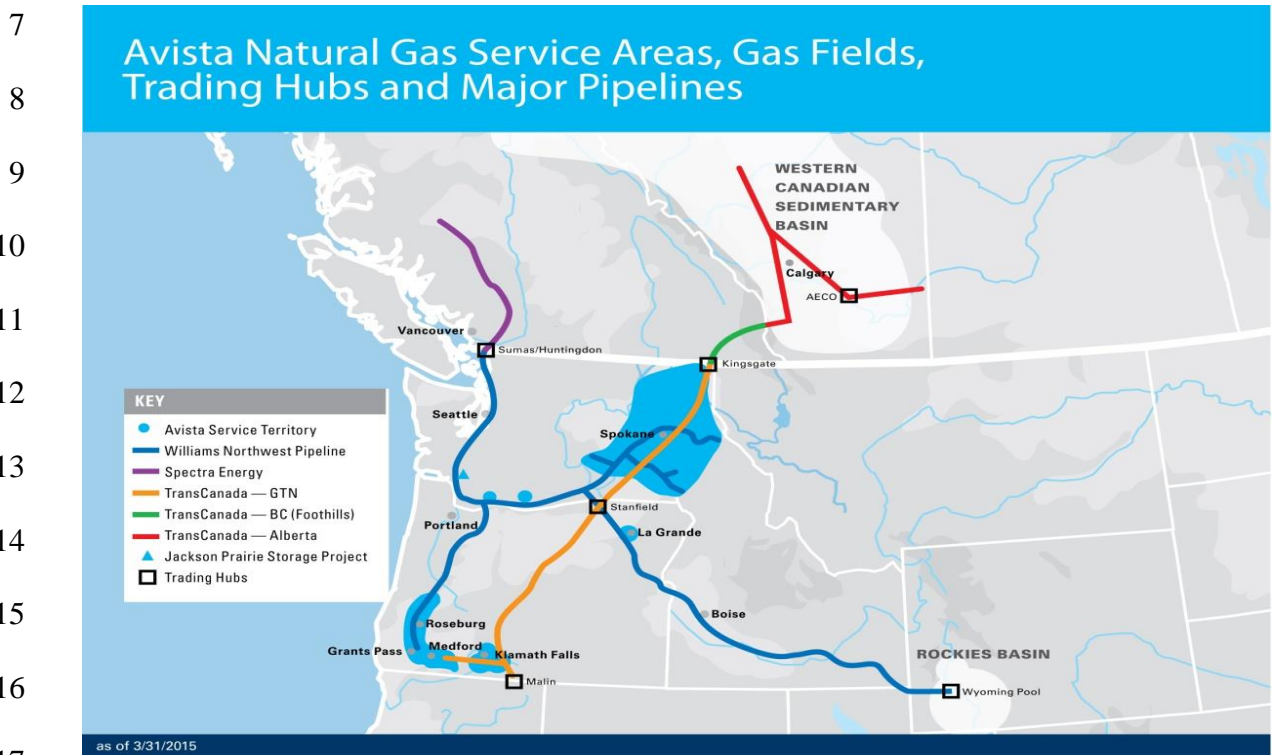 7
Avista Natural Gas Service Areas, Gas Fields,
Trading Hubs and Major Pipelines
8
9
WESTERN
CANADIAN
SEDIMENTARY
BASIN
10
Calgary
AECO
11
Vancouver
Sumas/Huntingdon
Kingsgate
12
KEY
Avista Service Territory
Williams Northwest Pipeline
Spectra Energy
TransCanada — GTN
TransCanada — BC (Foothills)
TransCanada — Alberta
Jackson Prairie Storage Project
Trading Hubs
Seattle
Spokane
13
Stanfield
Portland
La Grande
14
15
Boise
Roseburg
Medford
Grants Pass
Klamath Falls
ROCKIES BASIN
16
Malin
Wyoming Pool
as of 3/31/2015
17